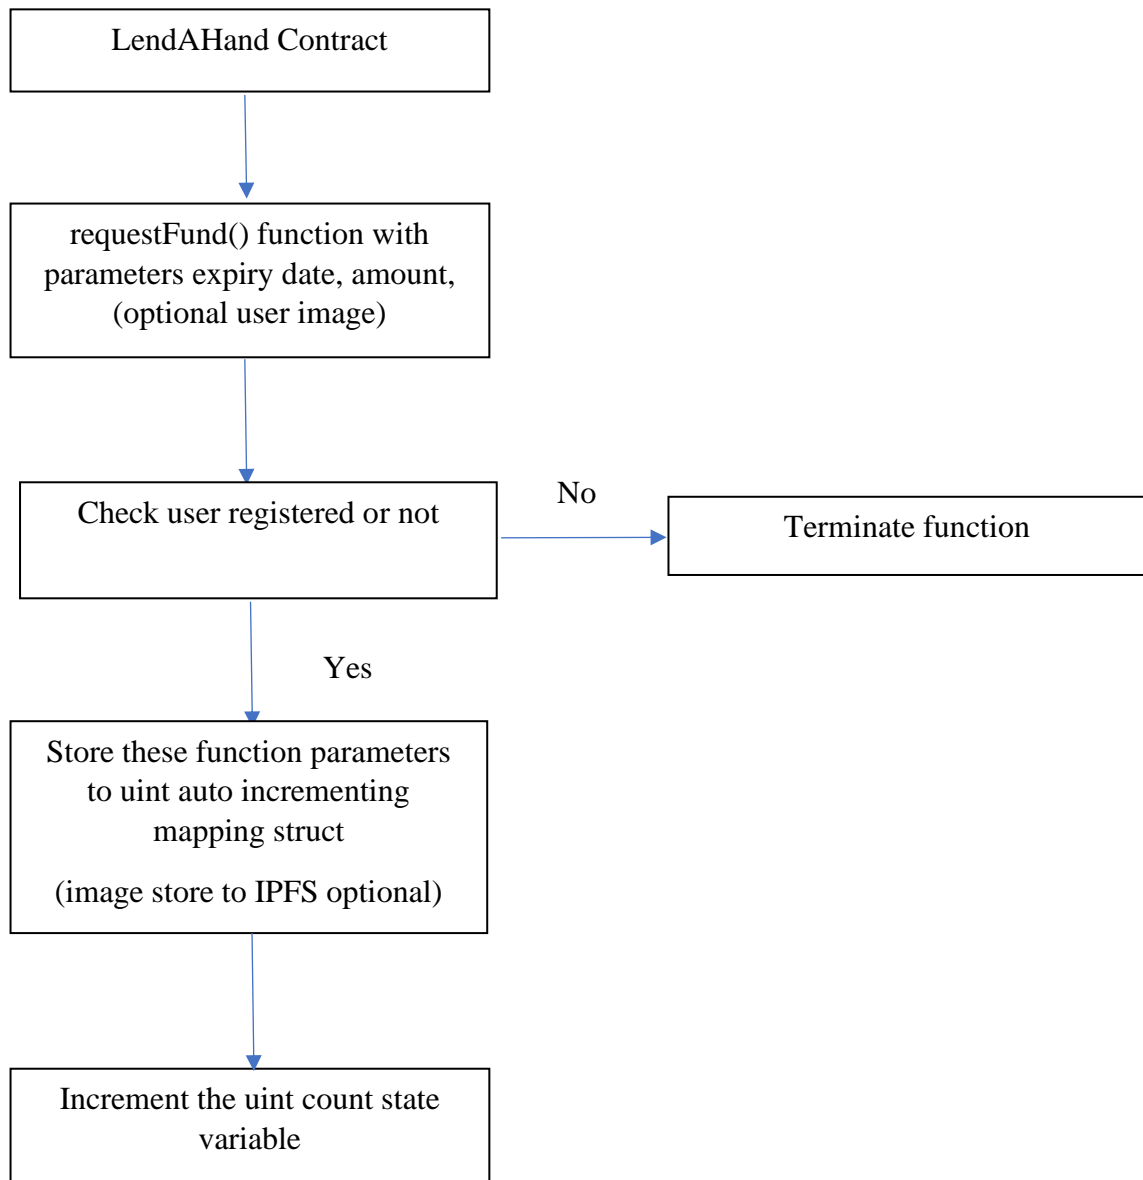 LendAHand Contract
requestFund() function with
parameters expiry date, amount,
(optional user image)
Check user registered or not
No
Terminate function
Yes
Store these function parameters
to uint auto incrementing
mapping struct
(image store to IPFS optional)
Increment the uint count state
variable